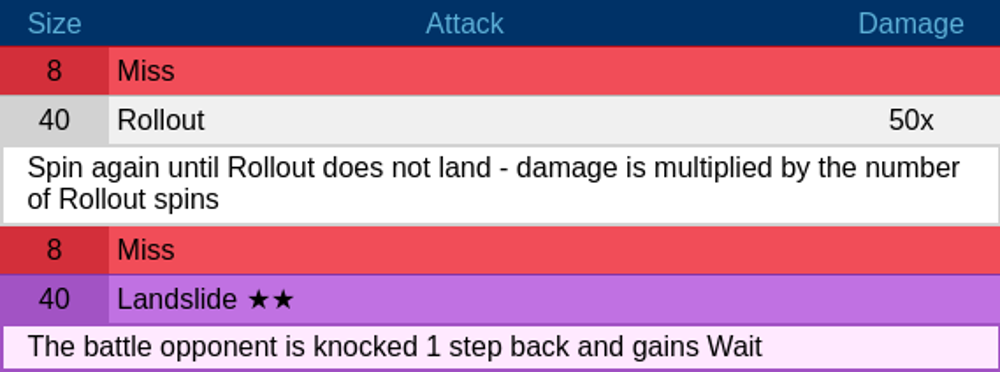 Size Attack Damage
8 Miss
40 Rollout 50x
Spin again until Rollout does not land - damage is multiplied by the number
of Rollout spins
8 Miss
40 Landslide ★★
The battle opponent is knocked 1 step back and gains Wait